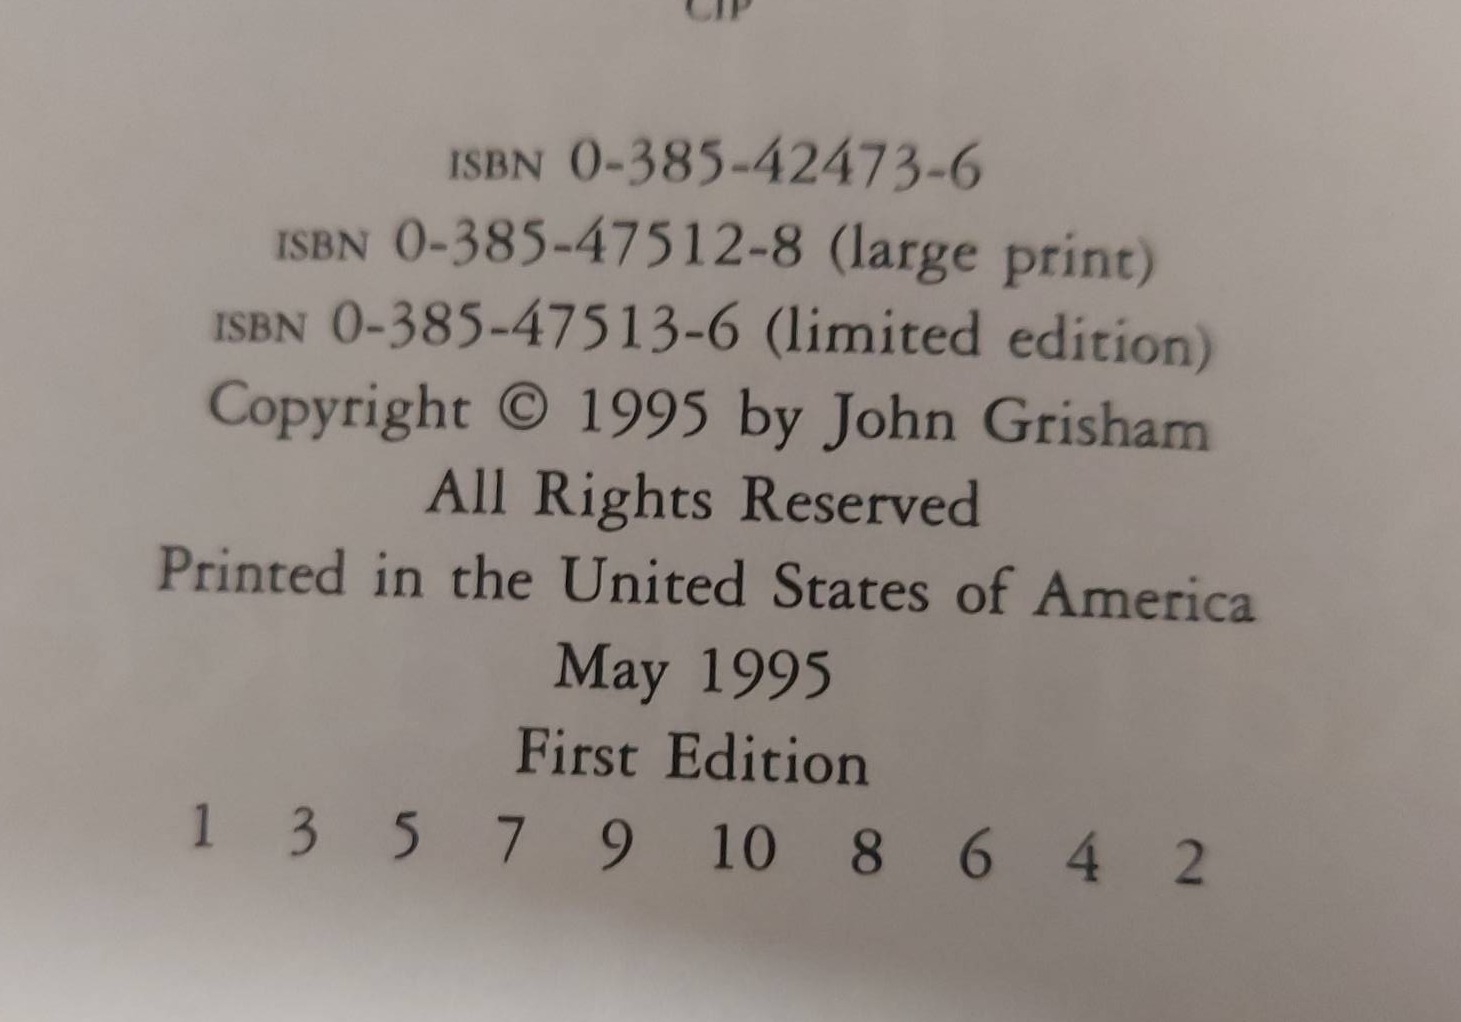 CIP
ISBN 0-385-42473-6
ISBN 0-385-47512-8 (large print)
ISBN 0-385-47513-6 (limited edition)
Copyright © 1995 by John Grisham
All Rights Reserved
Printed in the United States of America
May 1995
First Edition
1 3 5 7 9 10 8 6 4 2